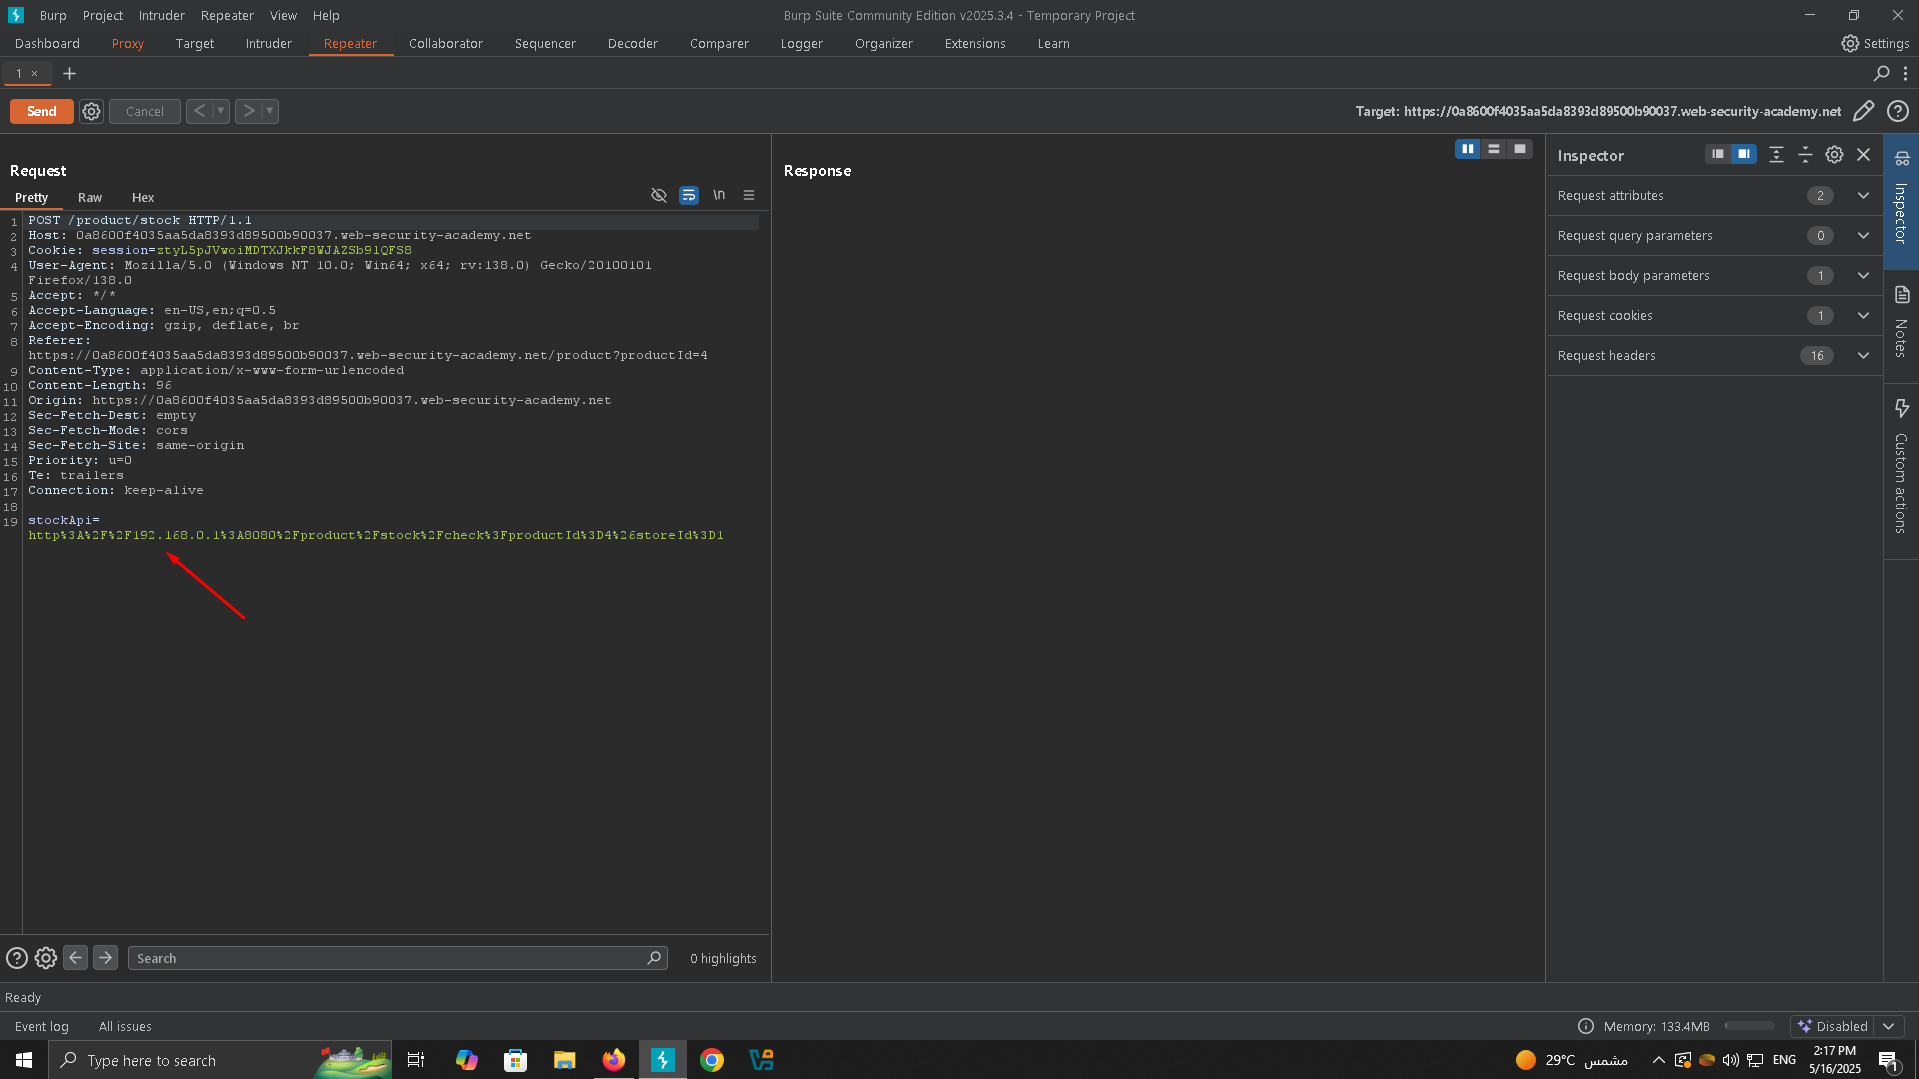 Burp Project Intruder Repeater View Help
Burp Suite Community Edition v2025.3.4 - Temporary Project
Dashboard Proxy Target Intruder Repeater Collaborator Sequencer Decoder Comparer Logger Organizer Extensions Learn
Settings
1 ×
Send Cancel
Target: https://0a8600f4035aa5da8393d89500b90037.web-security-academy.net
Request
Pretty Raw Hex
\n
1 POST /product/stock HTTP/1.1
2 Host: 0a8600f4035aa5da8393d89500b90037.web-security-academy.net
3 Cookie: session=ztyL5pJVwoiMDTXJkkF8WJAZSb9lQFS8
4 User-Agent: Mozilla/5.0 (Windows NT 10.0; Win64; x64; rv:138.0) Gecko/20100101
Firefox/138.0
5 Accept: */*
6 Accept-Language: en-US,en;q=0.5
7 Accept-Encoding: gzip, deflate, br
8 Referer:
https://0a8600f4035aa5da8393d89500b90037.web-security-academy.net/product?productId=4
9 Content-Type: application/x-www-form-urlencoded
10 Content-Length: 96
11 Origin: https://0a8600f4035aa5da8393d89500b90037.web-security-academy.net
12 Sec-Fetch-Dest: empty
13 Sec-Fetch-Mode: cors
14 Sec-Fetch-Site: same-origin
15 Priority: u=0
16 Te: trailers
17 Connection: keep-alive
18
19 stockApi=
http%3A%2F%2F192.168.0.1%3A8080%2Fproduct%2Fstock%2Fcheck%3FproductId%3D4%26storeId%3D1
Search
0 highlights
Response
Inspector
Request attributes 2
Request query parameters 0
Request body parameters 1
Request cookies 1
Request headers 16
Inspector
Notes
Custom actions
Ready
Event log All issues
Memory: 133.4MB
Disabled
Type here to search
29°C مشمس
ENG
2:17 PM
5/16/2025
1